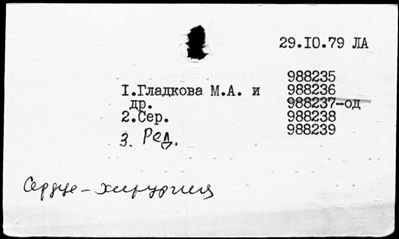 29.10.79 ЛА
1.Гладкова М.А. и
др.
2.Сер.
3. Ред.
988235
988236
988237-од
988238
988239
Сердце-хирургия